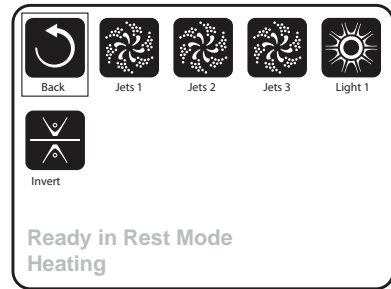 Back Jets 1 Jets 2 Jets 3 Light 1
Invert
Ready in Rest Mode
Heating